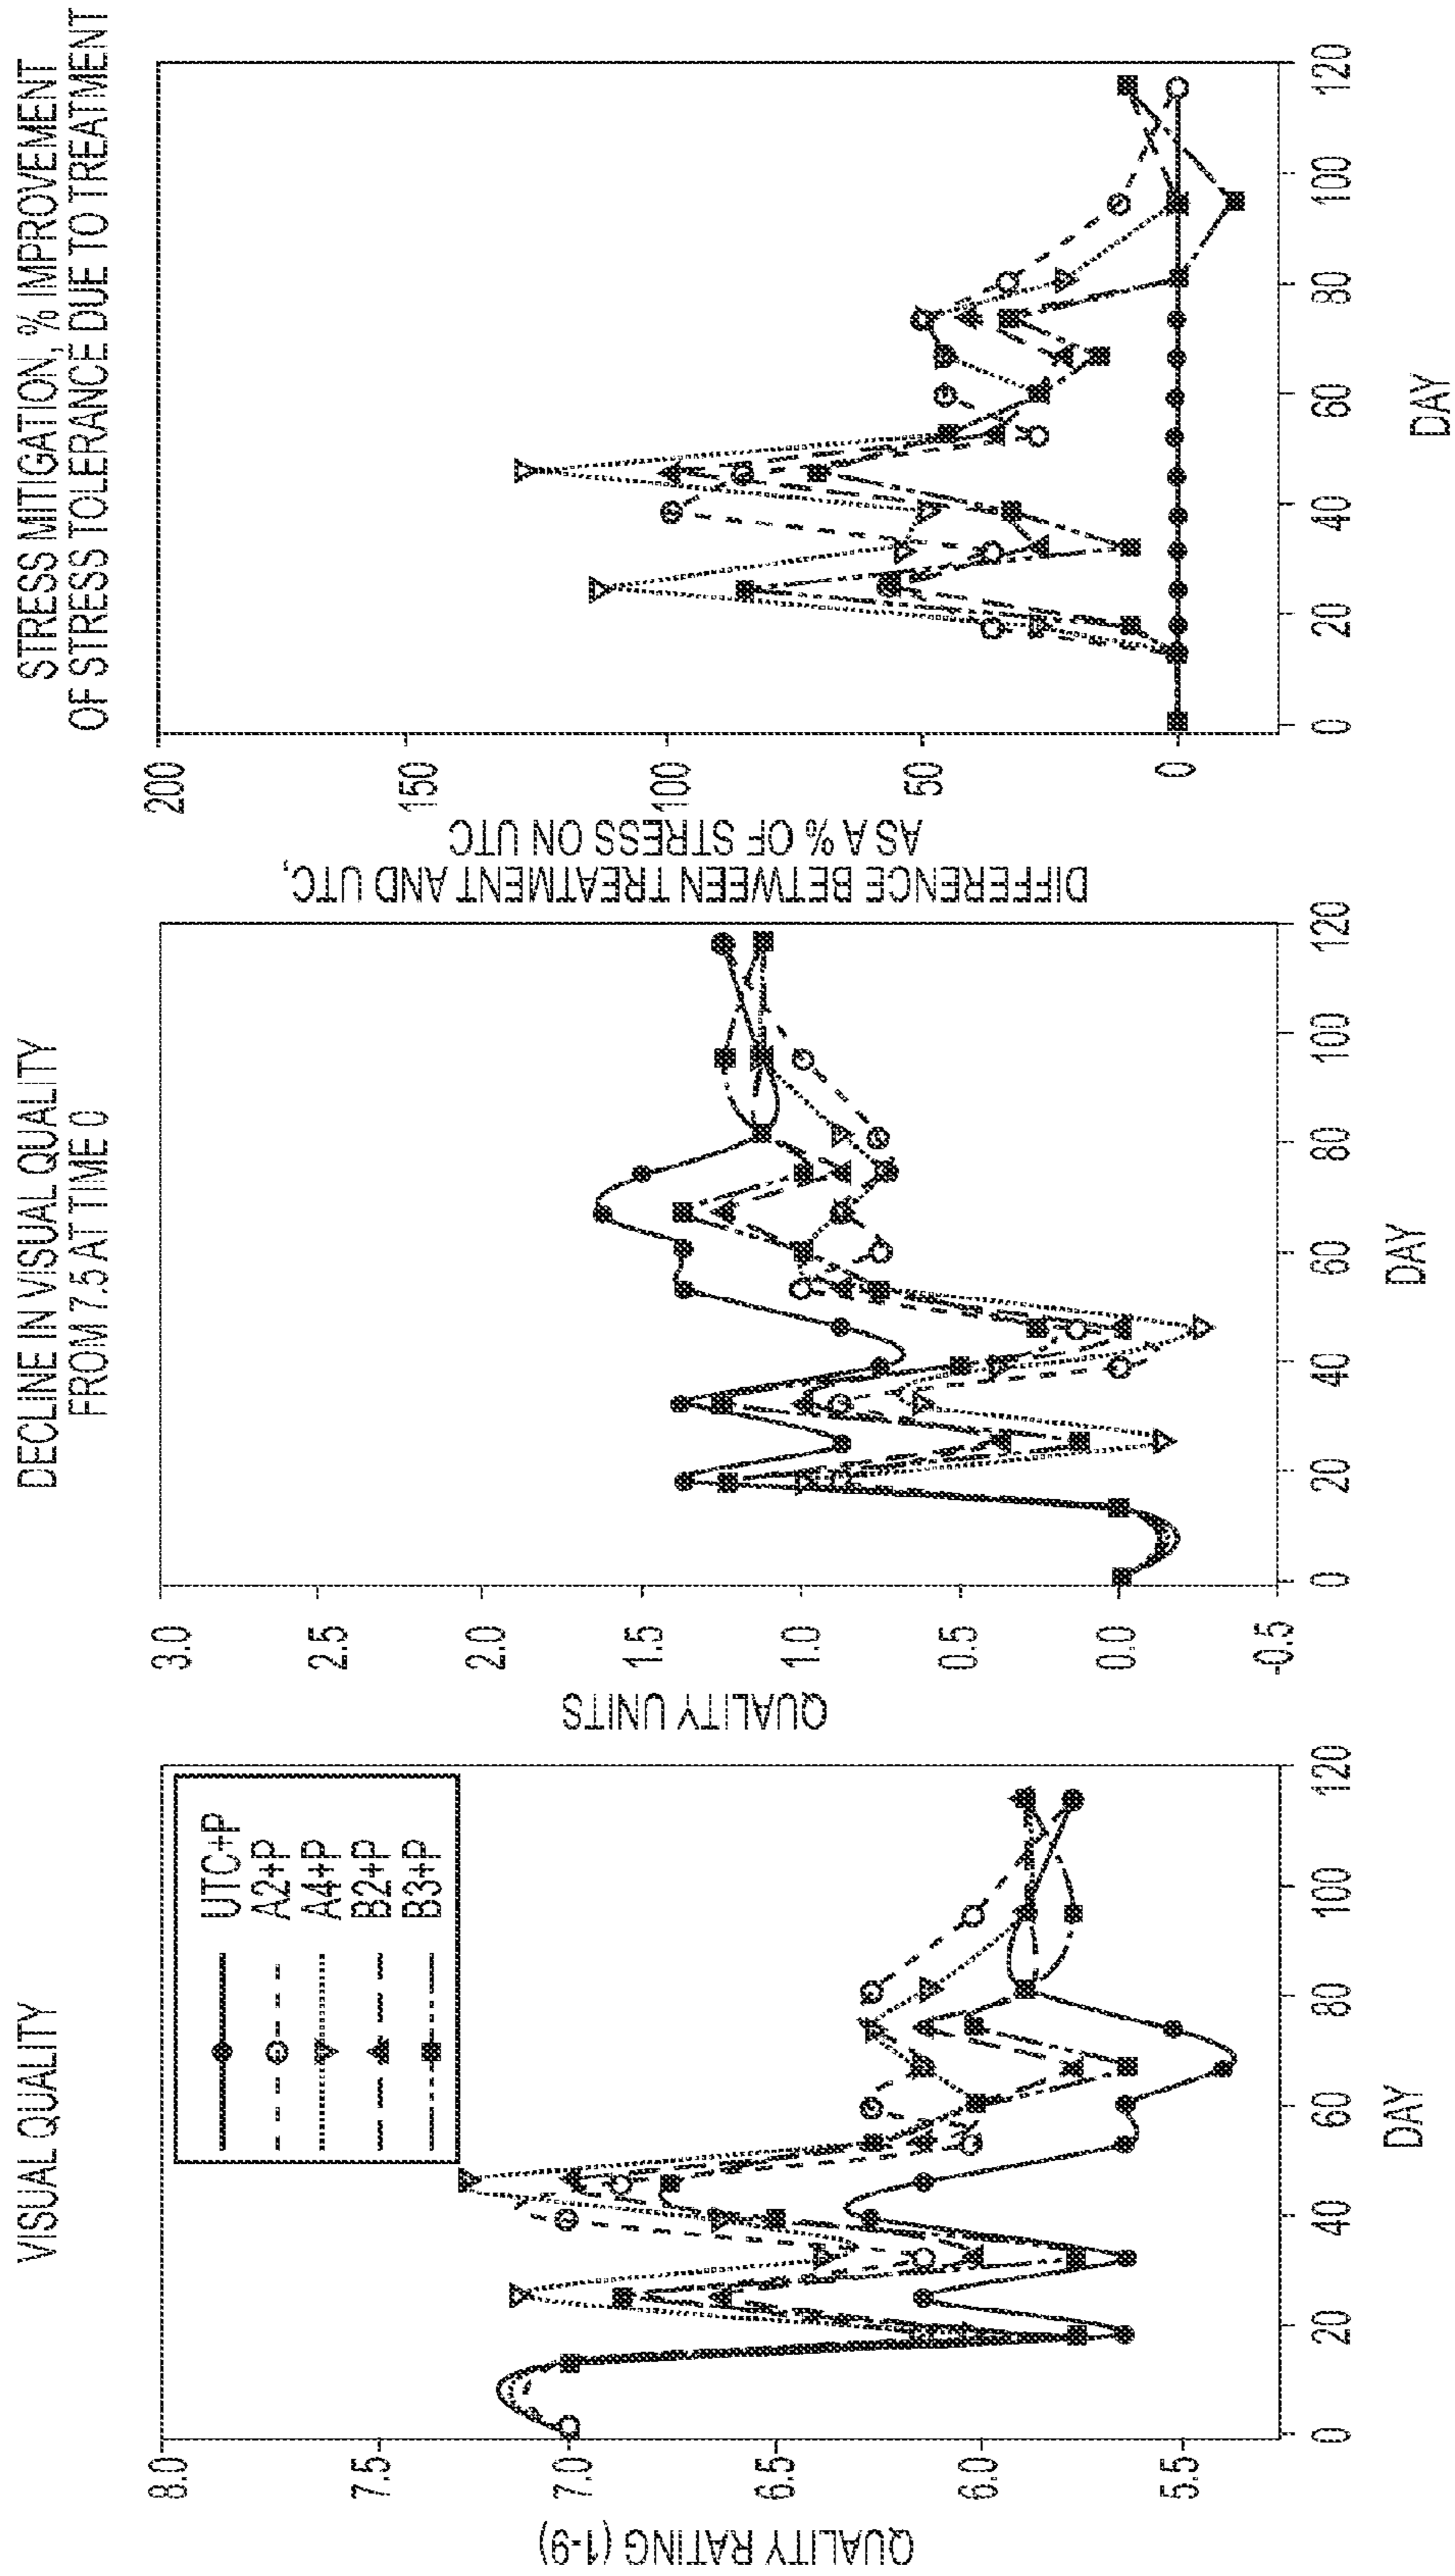 VISUAL QUALITY
QUALITY RATING (1-9)
8.0
7.5
7.0
6.5
6.0
5.5
UTC+P
A2+P
A4+P
B2+P
B3+P
0 20 40 60 80 100 120
DAY
DECLINE IN VISUAL QUALITY
FROM 7.5 AT TIME 0
QUALITY UNITS
3.0
2.5
2.0
1.5
1.0
0.5
0.0
-0.5
0 20 40 60 80 100 120
DAY
STRESS MITIGATION, % IMPROVEMENT
OF STRESS TOLERANCE DUE TO TREATMENT
DIFFERENCE BETWEEN TREATMENT AND UTC,
AS A % OF STRESS ON UTC
200
150
100
50
0
0 20 40 60 80 100 120
DAY